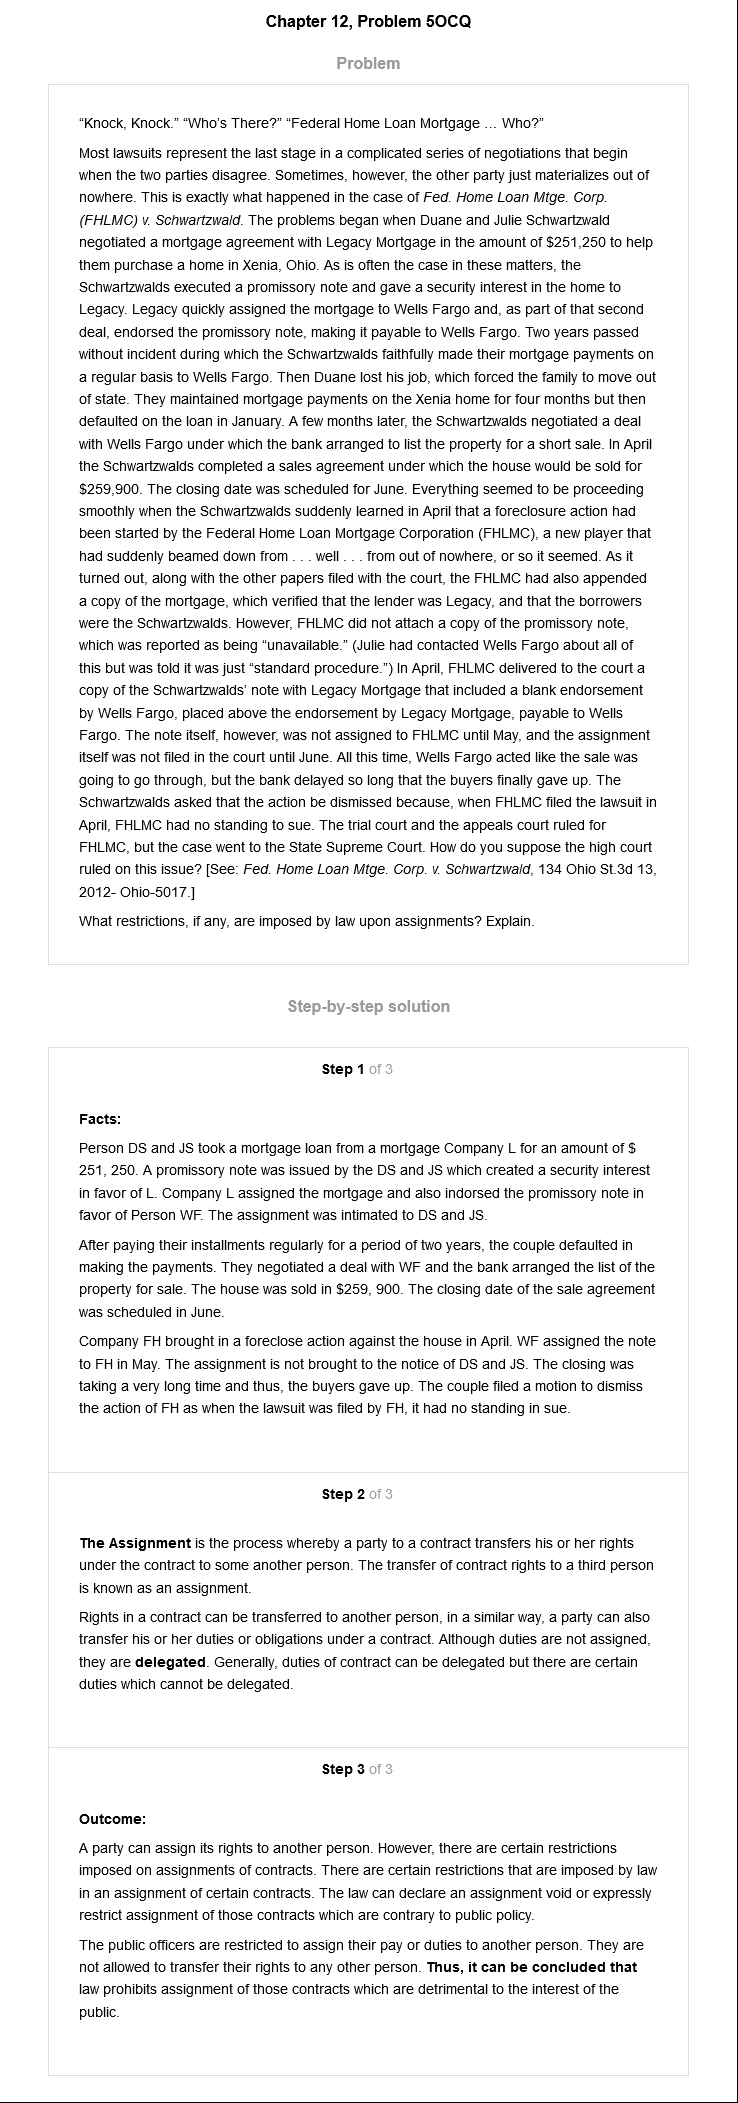 Chapter 12, Problem 5OCQ
Problem
“Knock, Knock.” “Who’s There?” “Federal Home Loan Mortgage … Who?”
Most lawsuits represent the last stage in a complicated series of negotiations that begin
when the two parties disagree. Sometimes, however, the other party just materializes out of
nowhere. This is exactly what happened in the case of Fed. Home Loan Mtge. Corp.
(FHLMC) v. Schwartzwald. The problems began when Duane and Julie Schwartzwald
negotiated a mortgage agreement with Legacy Mortgage in the amount of $251,250 to help
them purchase a home in Xenia, Ohio. As is often the case in these matters, the
Schwartzwalds executed a promissory note and gave a security interest in the home to
Legacy. Legacy quickly assigned the mortgage to Wells Fargo and, as part of that second
deal, endorsed the promissory note, making it payable to Wells Fargo. Two years passed
without incident during which the Schwartzwalds faithfully made their mortgage payments on
a regular basis to Wells Fargo. Then Duane lost his job, which forced the family to move out
of state. They maintained mortgage payments on the Xenia home for four months but then
defaulted on the loan in January. A few months later, the Schwartzwalds negotiated a deal
with Wells Fargo under which the bank arranged to list the property for a short sale. In April
the Schwartzwalds completed a sales agreement under which the house would be sold for
$259,900. The closing date was scheduled for June. Everything seemed to be proceeding
smoothly when the Schwartzwalds suddenly learned in April that a foreclosure action had
been started by the Federal Home Loan Mortgage Corporation (FHLMC), a new player that
had suddenly beamed down from . . . well . . . from out of nowhere, or so it seemed. As it
turned out, along with the other papers filed with the court, the FHLMC had also appended
a copy of the mortgage, which verified that the lender was Legacy, and that the borrowers
were the Schwartzwalds. However, FHLMC did not attach a copy of the promissory note,
which was reported as being “unavailable.” (Julie had contacted Wells Fargo about all of
this but was told it was just “standard procedure.”) In April, FHLMC delivered to the court a
copy of the Schwartzwalds’ note with Legacy Mortgage that included a blank endorsement
by Wells Fargo, placed above the endorsement by Legacy Mortgage, payable to Wells
Fargo. The note itself, however, was not assigned to FHLMC until May, and the assignment
itself was not filed in the court until June. All this time, Wells Fargo acted like the sale was
going to go through, but the bank delayed so long that the buyers finally gave up. The
Schwartzwalds asked that the action be dismissed because, when FHLMC filed the lawsuit in
April, FHLMC had no standing to sue. The trial court and the appeals court ruled for
FHLMC, but the case went to the State Supreme Court. How do you suppose the high court
ruled on this issue? [See: Fed. Home Loan Mtge. Corp. v. Schwartzwald, 134 Ohio St.3d 13,
2012- Ohio-5017.]
What restrictions, if any, are imposed by law upon assignments? Explain.
Step-by-step solution
Step 1 of 3
Facts:
Person DS and JS took a mortgage loan from a mortgage Company L for an amount of $
251, 250. A promissory note was issued by the DS and JS which created a security interest
in favor of L. Company L assigned the mortgage and also indorsed the promissory note in
favor of Person WF. The assignment was intimated to DS and JS.
After paying their installments regularly for a period of two years, the couple defaulted in
making the payments. They negotiated a deal with WF and the bank arranged the list of the
property for sale. The house was sold in $259, 900. The closing date of the sale agreement
was scheduled in June.
Company FH brought in a foreclose action against the house in April. WF assigned the note
to FH in May. The assignment is not brought to the notice of DS and JS. The closing was
taking a very long time and thus, the buyers gave up. The couple filed a motion to dismiss
the action of FH as when the lawsuit was filed by FH, it had no standing in sue.
Step 2 of 3
The Assignment is the process whereby a party to a contract transfers his or her rights
under the contract to some another person. The transfer of contract rights to a third person
is known as an assignment.
Rights in a contract can be transferred to another person, in a similar way, a party can also
transfer his or her duties or obligations under a contract. Although duties are not assigned,
they are delegated. Generally, duties of contract can be delegated but there are certain
duties which cannot be delegated.
Step 3 of 3
Outcome:
A party can assign its rights to another person. However, there are certain restrictions
imposed on assignments of contracts. There are certain restrictions that are imposed by law
in an assignment of certain contracts. The law can declare an assignment void or expressly
restrict assignment of those contracts which are contrary to public policy.
The public officers are restricted to assign their pay or duties to another person. They are
not allowed to transfer their rights to any other person. Thus, it can be concluded that
law prohibits assignment of those contracts which are detrimental to the interest of the
public.